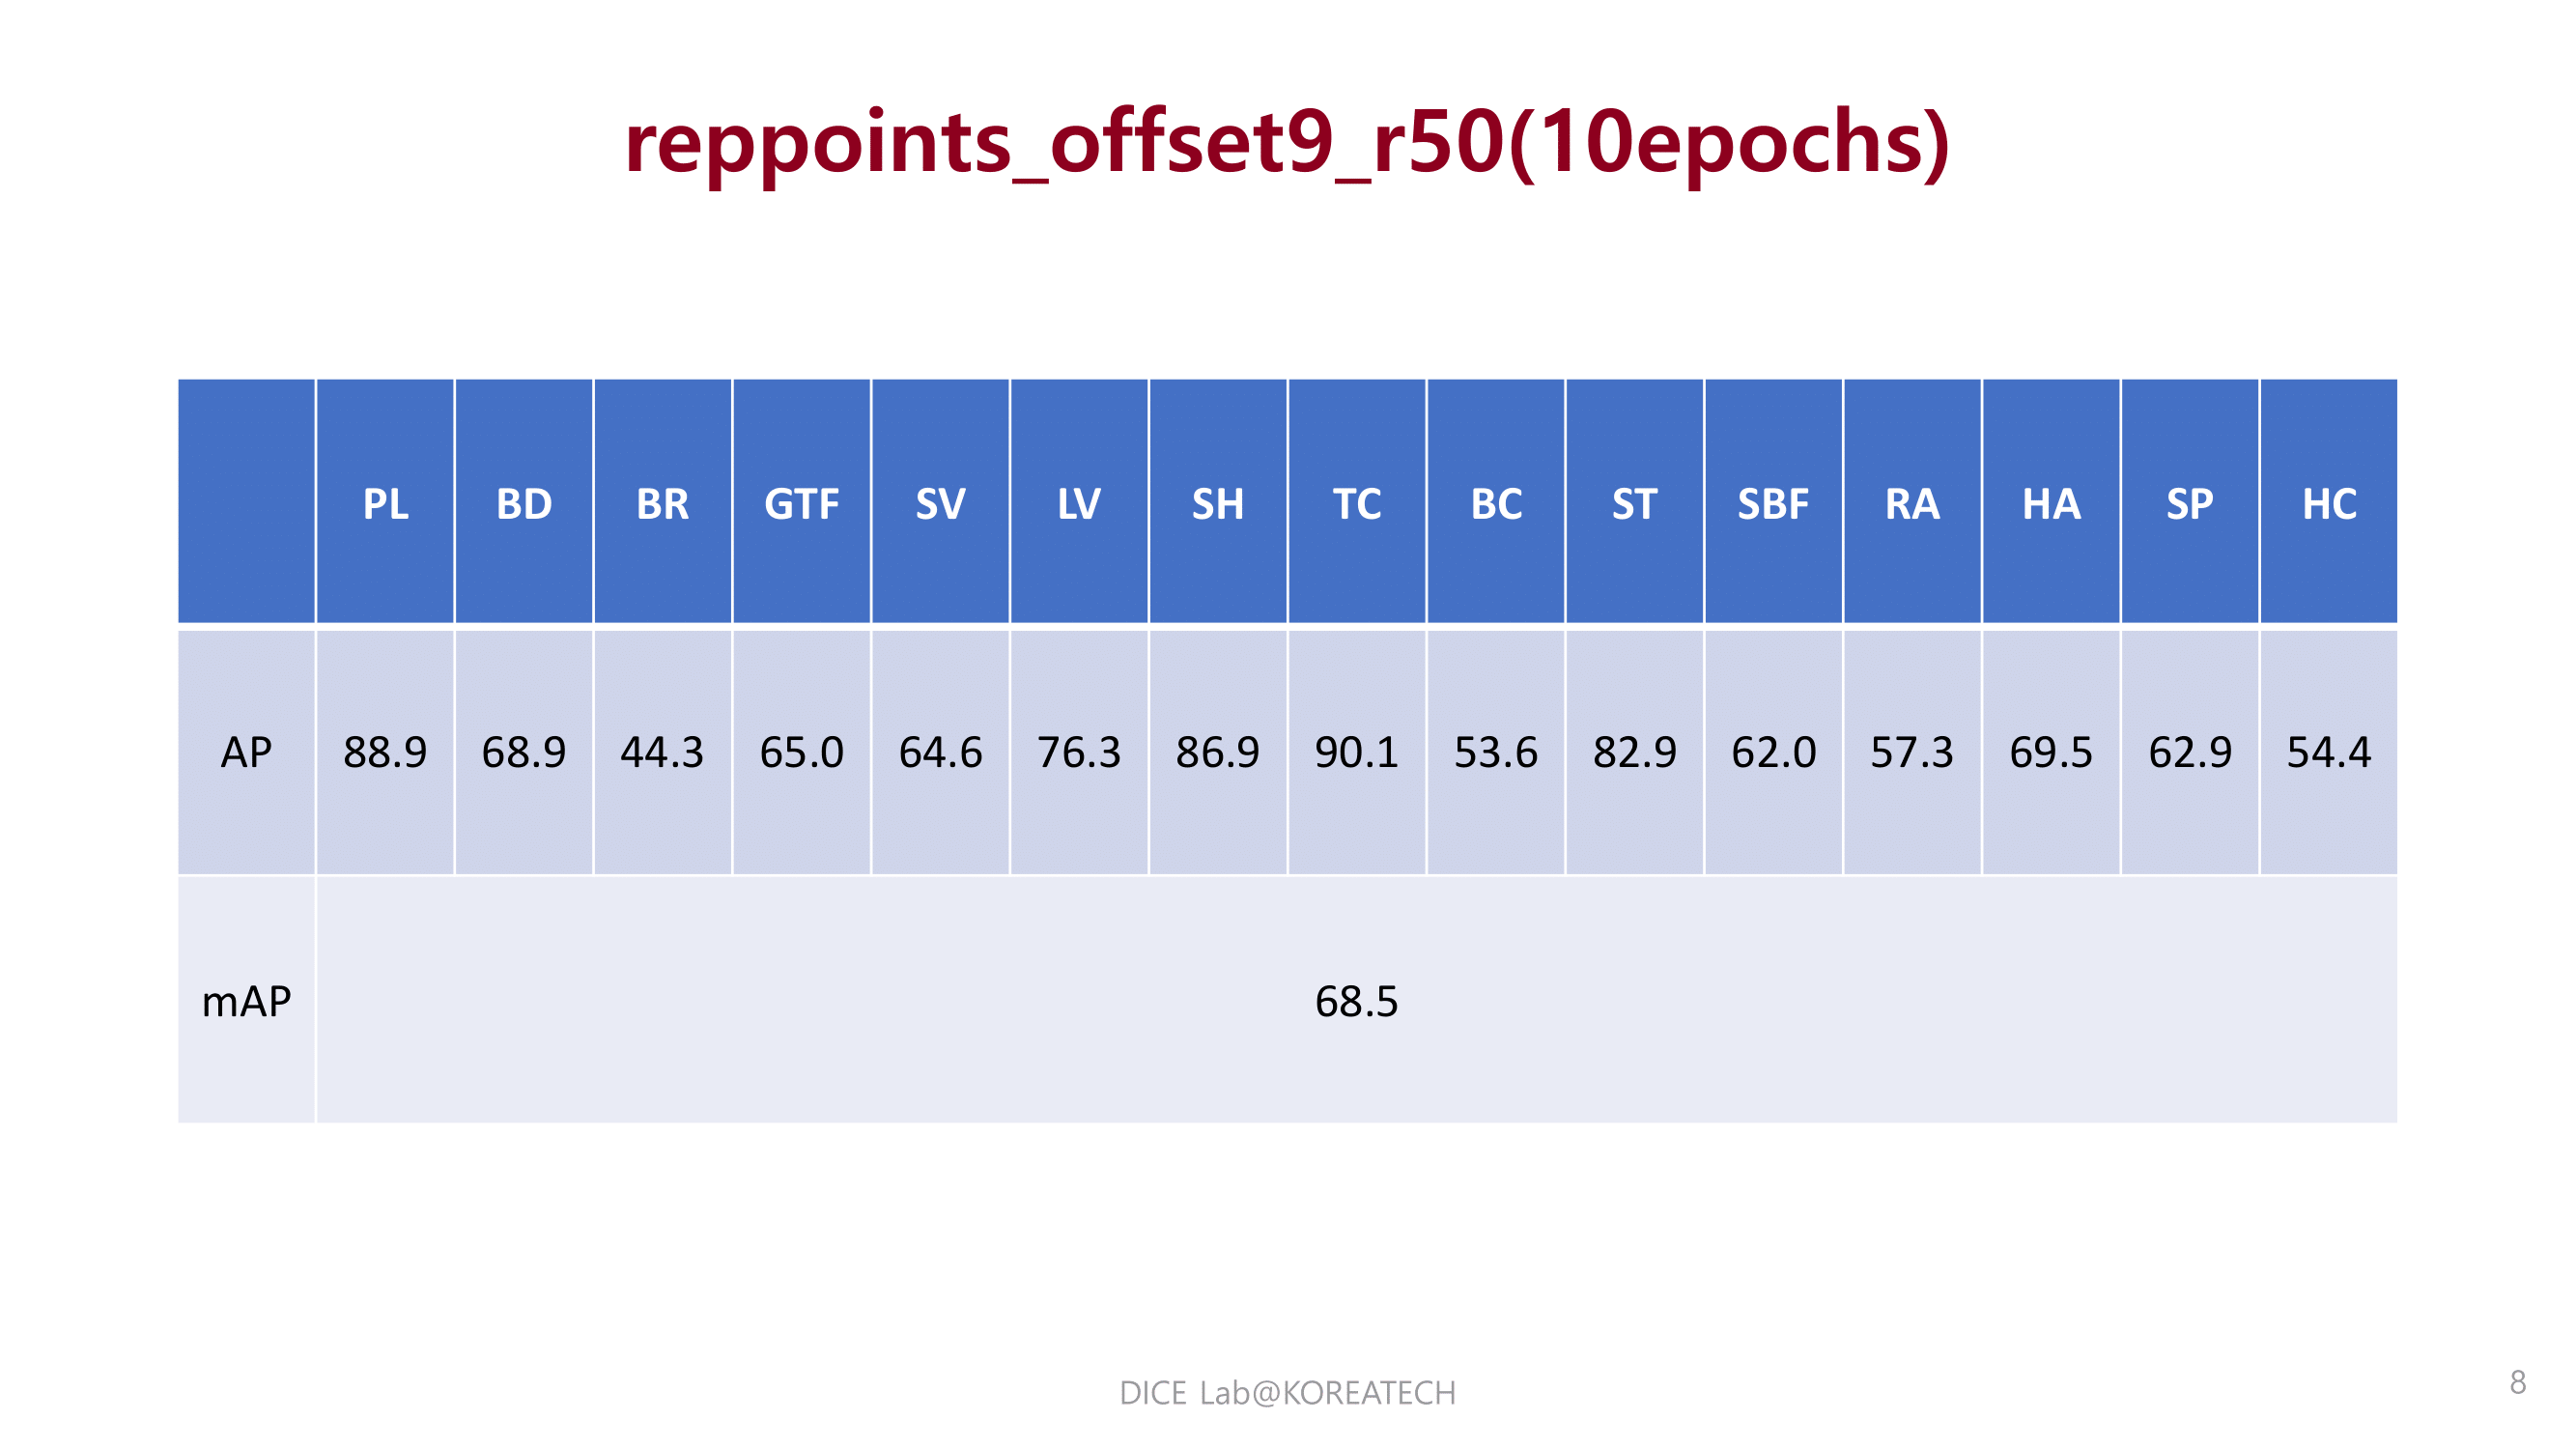 reppoints_offset9_r50(10epochs)
PL BD BR GTF SV LV SH TC BC ST SBF RA HA SP HC
AP 88.9 68.9 44.3 65.0 64.6 76.3 86.9 90.1 53.6 82.9 62.0 57.3 69.5 62.9 54.4
mAP 68.5
DICE Lab@KOREATECH
8